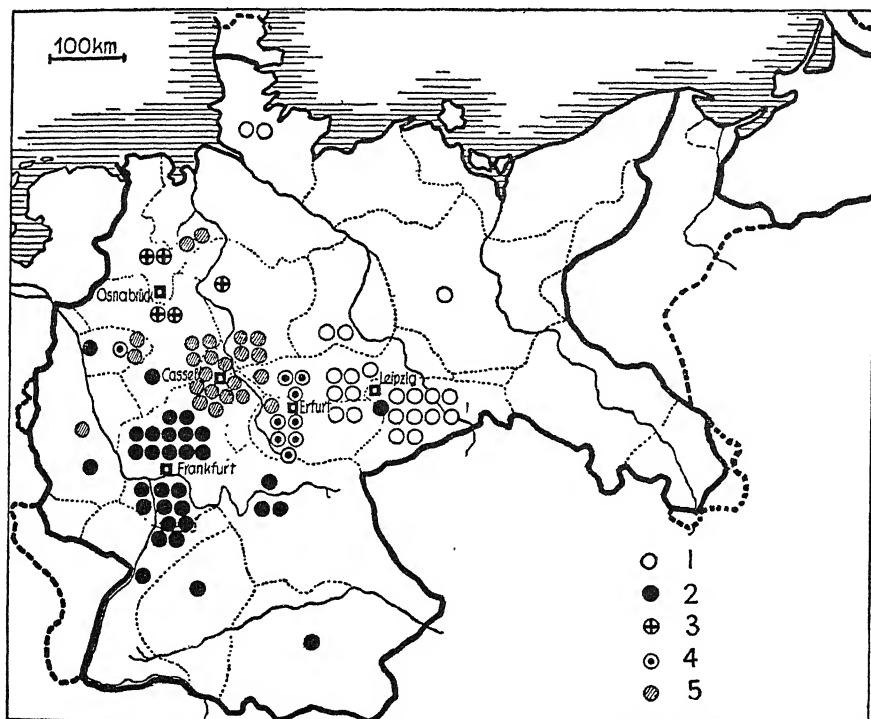 100km
Osnabrück
Cassel
Leipzig
Erfurt
Frankfurt
1
2
3
4
5